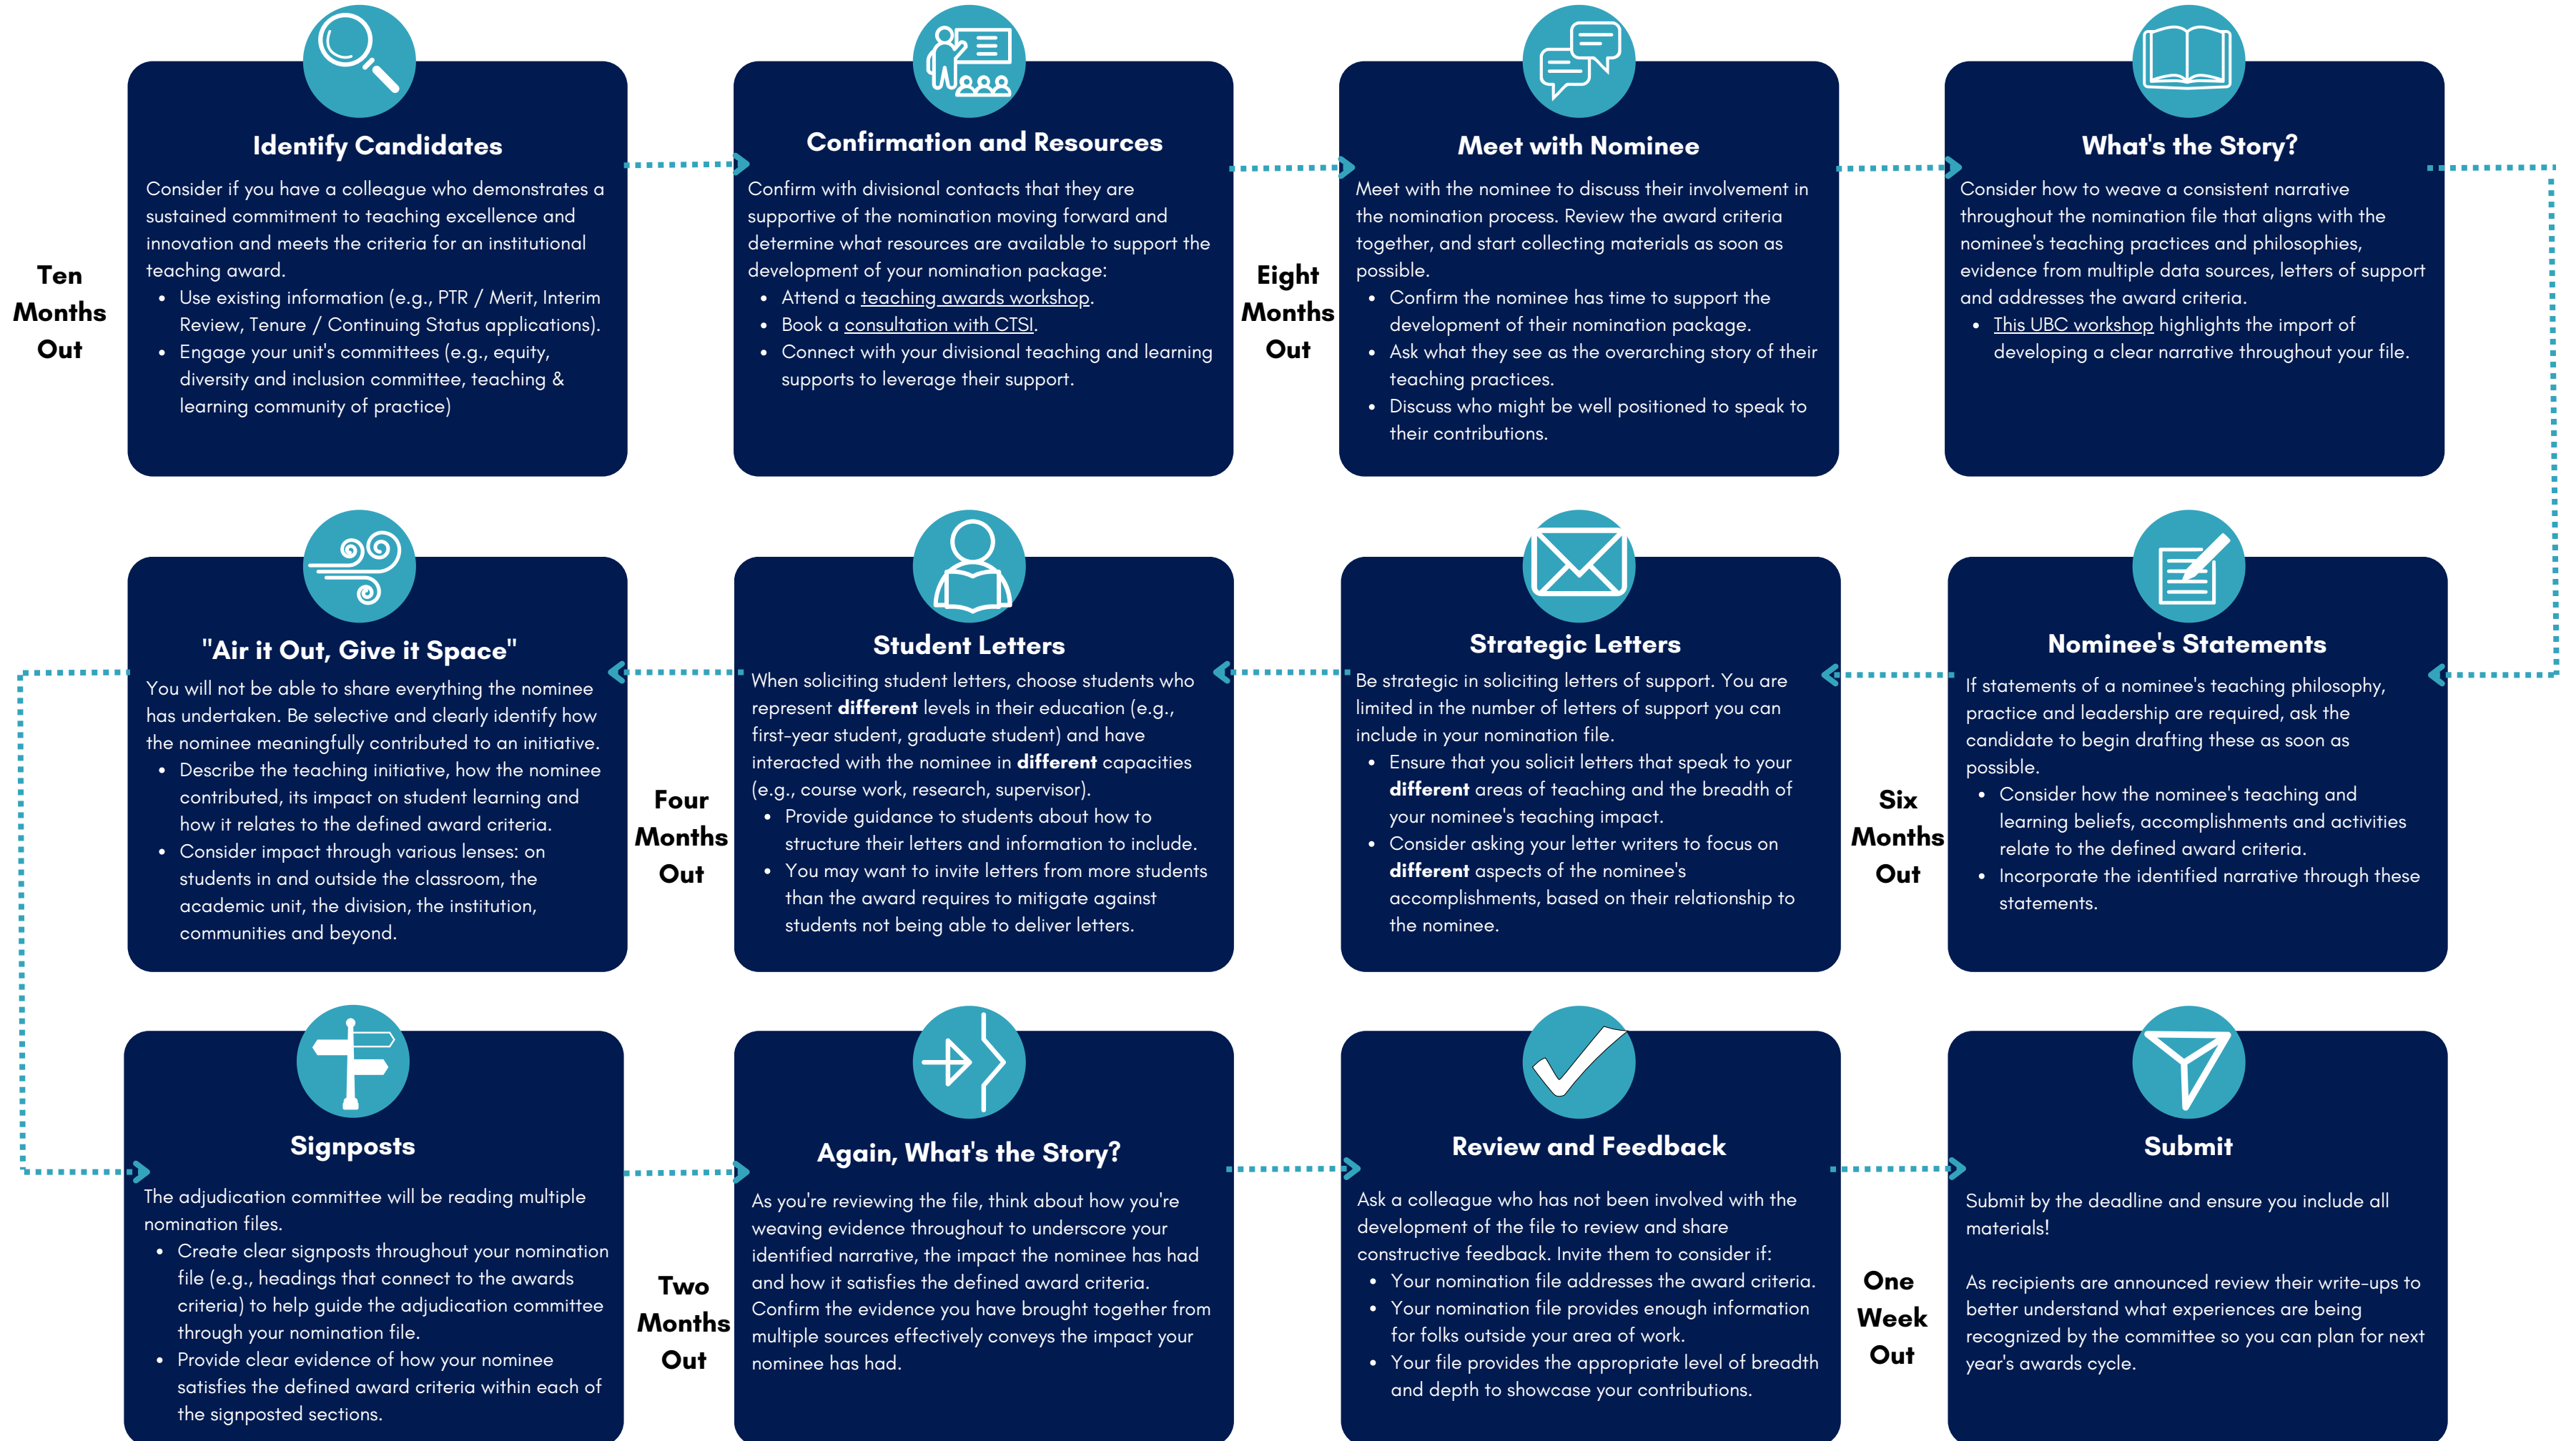 Ten
Months
Out
Identify Candidates
Consider if you have a colleague who demonstrates a
sustained commitment to teaching excellence and
innovation and meets the criteria for an institutional
teaching award.
• Use existing information (e.g., PTR / Merit, Interim
Review, Tenure / Continuing Status applications).
• Engage your unit's committees (e.g., equity,
diversity and inclusion committee, teaching &
learning community of practice)
Confirmation and Resources
Confirm with divisional contacts that they are
supportive of the nomination moving forward and
determine what resources are available to support the
development of your nomination package:
• Attend a teaching awards workshop.
• Book a consultation with CTSI.
• Connect with your divisional teaching and learning
supports to leverage their support.
Eight
Months
Out
Meet with Nominee
Meet with the nominee to discuss their involvement in
the nomination process. Review the award criteria
together, and start collecting materials as soon as
possible.
• Confirm the nominee has time to support the
development of their nomination package.
• Ask what they see as the overarching story of their
teaching practices.
• Discuss who might be well positioned to speak to
their contributions.
What's the Story?
Consider how to weave a consistent narrative
throughout the nomination file that aligns with the
nominee's teaching practices and philosophies,
evidence from multiple data sources, letters of support
and addresses the award criteria.
• This UBC workshop highlights the import of
developing a clear narrative throughout your file.
Nominee's Statements
If statements of a nominee's teaching philosophy,
practice and leadership are required, ask the
candidate to begin drafting these as soon as
possible.
• Consider how the nominee's teaching and
learning beliefs, accomplishments and activities
relate to the defined award criteria.
• Incorporate the identified narrative through these
statements.
Six
Months
Out
Strategic Letters
Be strategic in soliciting letters of support. You are
limited in the number of letters of support you can
include in your nomination file.
• Ensure that you solicit letters that speak to your
different areas of teaching and the breadth of
your nominee's teaching impact.
• Consider asking your letter writers to focus on
different aspects of the nominee's
accomplishments, based on their relationship to
the nominee.
Student Letters
When soliciting student letters, choose students who
represent different levels in their education (e.g.,
first-year student, graduate student) and have
interacted with the nominee in different capacities
(e.g., course work, research, supervisor).
• Provide guidance to students about how to
structure their letters and information to include.
• You may want to invite letters from more students
than the award requires to mitigate against
students not being able to deliver letters.
Four
Months
Out
"Air it Out, Give it Space"
You will not be able to share everything the nominee
has undertaken. Be selective and clearly identify how
the nominee meaningfully contributed to an initiative.
• Describe the teaching initiative, how the nominee
contributed, its impact on student learning and
how it relates to the defined award criteria.
• Consider impact through various lenses: on
students in and outside the classroom, the
academic unit, the division, the institution,
communities and beyond.
Signposts
The adjudication committee will be reading multiple
nomination files.
• Create clear signposts throughout your nomination
file (e.g., headings that connect to the awards
criteria) to help guide the adjudication committee
through your nomination file.
• Provide clear evidence of how your nominee
satisfies the defined award criteria within each of
the signposted sections.
Two
Months
Out
Again, What's the Story?
As you're reviewing the file, think about how you're
weaving evidence throughout to underscore your
identified narrative, the impact the nominee has had
and how it satisfies the defined award criteria.
Confirm the evidence you have brought together from
multiple sources effectively conveys the impact your
nominee has had.
Review and Feedback
Ask a colleague who has not been involved with the
development of the file to review and share
constructive feedback. Invite them to consider if:
• Your nomination file addresses the award criteria.
• Your nomination file provides enough information
for folks outside your area of work.
• Your file provides the appropriate level of breadth
and depth to showcase your contributions.
One
Week
Out
Submit
Submit by the deadline and ensure you include all
materials!
As recipients are announced review their write-ups to
better understand what experiences are being
recognized by the committee so you can plan for next
year's awards cycle.